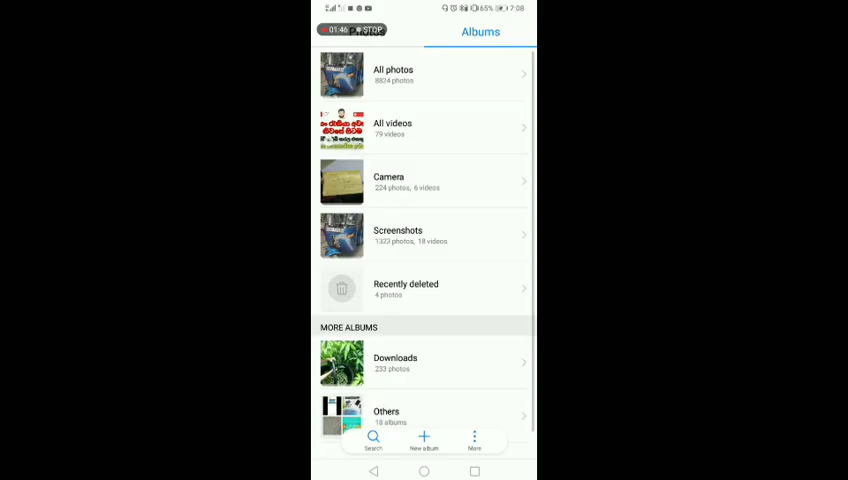 65% 7:08
01:46 STOP
Photos Albums
All photos
8824 photos
All videos
79 videos
Camera
224 photos, 6 videos
Screenshots
1323 photos, 18 videos
Recently deleted
4 photos
MORE ALBUMS
Downloads
233 photos
Others
18 albums
Search New album More